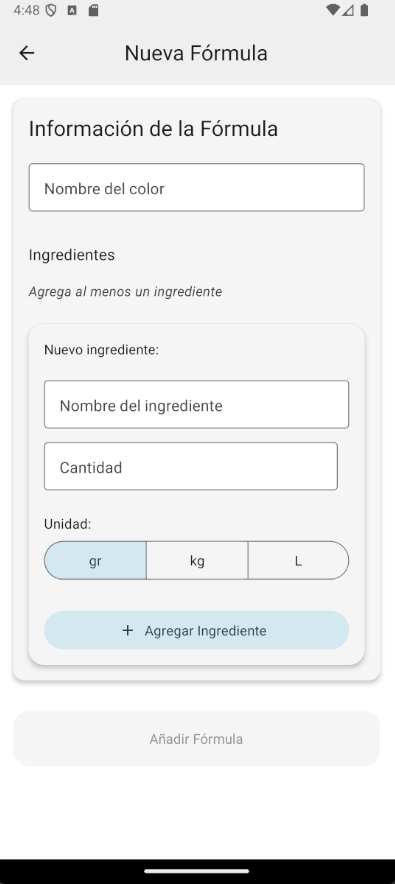 4:48
Nueva Fórmula
Información de la Fórmula
Nombre del color
Ingredientes
Agrega al menos un ingrediente
Nuevo ingrediente:
Nombre del ingrediente
Cantidad
Unidad:
gr kg L
+ Agregar Ingrediente
Añadir Fórmula